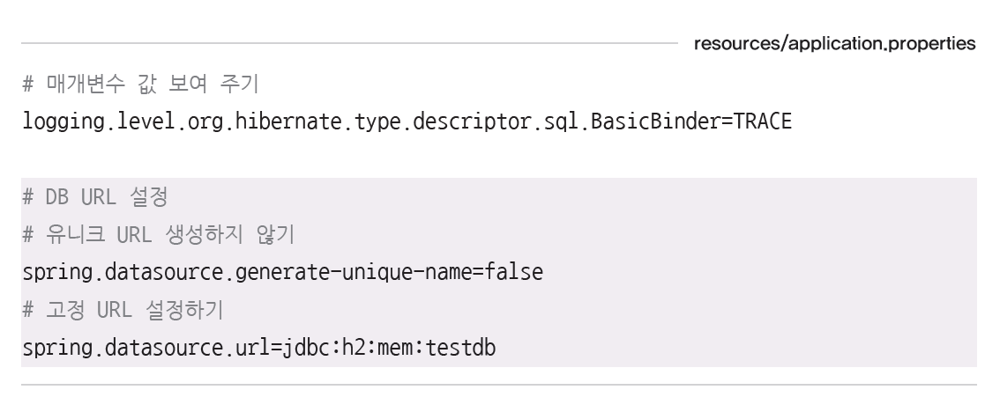 resources/application.properties
# 매개변수 값 보여 주기
logging.level.org.hibernate.type.descriptor.sql.BasicBinder=TRACE
# DB URL 설정
# 유니크 URL 생성하지 않기
spring.datasource.generate-unique-name=false
# 고정 URL 설정하기
spring.datasource.url=jdbc:h2:mem:testdb